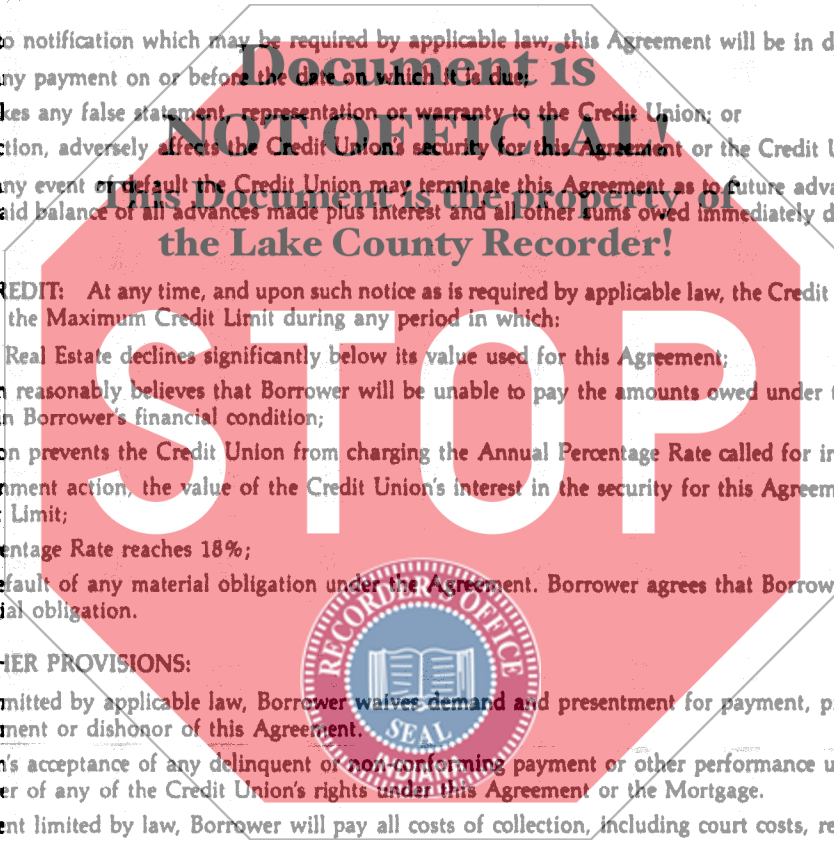 o notification which may be required by applicable law, this Agreement will be in d
Document is
ny payment on or before the date on which it is due;
kes any false statement, representation or warranty to the Credit Union; or
NOT OFFICIAL!
ction, adversely affects the Credit Union's security for this Agreement or the Credit U
ny event of default the Credit Union may terminate this Agreement as to future adva
This Document is the property of
aid balance of all advances made plus interest and all other sums owed immediately d
the Lake County Recorder!
REDIT: At any time, and upon such notice as is required by applicable law, the Credit
the Maximum Credit Limit during any period in which:
Real Estate declines significantly below its value used for this Agreement;
n reasonably believes that Borrower will be unable to pay the amounts owed under t
in Borrower's financial condition;
STOP
on prevents the Credit Union from charging the Annual Percentage Rate called for in
nment action, the value of the Credit Union's interest in the security for this Agreem
Limit;
entage Rate reaches 18%;
efault of any material obligation under the Agreement. Borrower agrees that Borrow
ial obligation.
RECORDER'S OFFICE
HER PROVISIONS:
mitted by applicable law, Borrower waives demand and presentment for payment, p
ment or dishonor of this Agreement.
SEAL
n's acceptance of any delinquent or non-conforming payment or other performance u
er of any of the Credit Union's rights under this Agreement or the Mortgage.
ent limited by law, Borrower will pay all costs of collection, including court costs, re